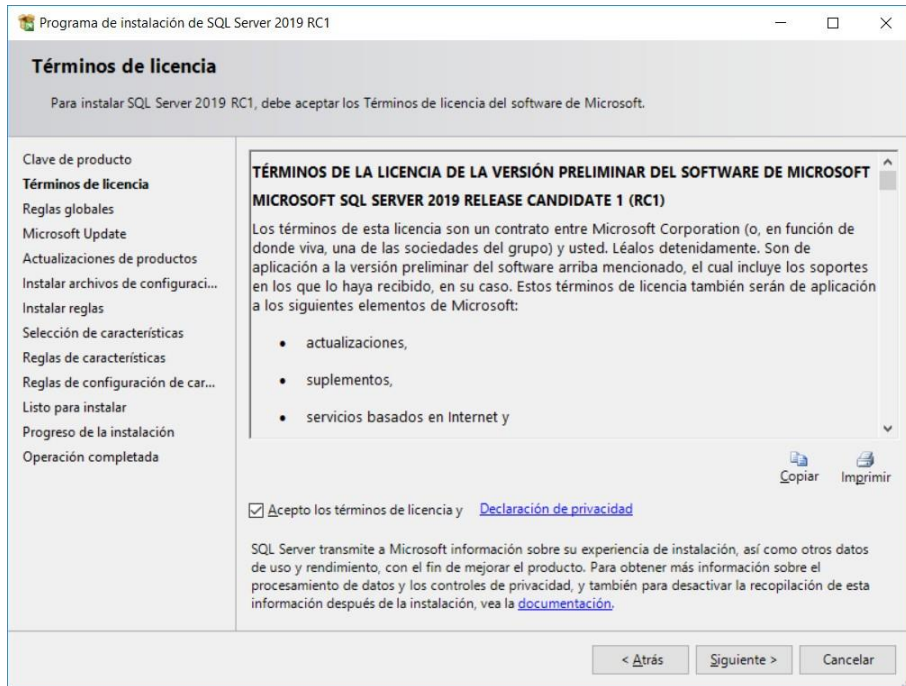 Programa de instalación de SQL Server 2019 RC1
Términos de licencia
Para instalar SQL Server 2019 RC1, debe aceptar los Términos de licencia del software de Microsoft.
Clave de producto
Términos de licencia
Reglas globales
Microsoft Update
Actualizaciones de productos
Instalar archivos de configuraci...
Instalar reglas
Selección de características
Reglas de características
Reglas de configuración de car...
Listo para instalar
Progreso de la instalación
Operación completada
TÉRMINOS DE LA LICENCIA DE LA VERSIÓN PRELIMINAR DEL SOFTWARE DE MICROSOFT
MICROSOFT SQL SERVER 2019 RELEASE CANDIDATE 1 (RC1)
Los términos de esta licencia son un contrato entre Microsoft Corporation (o, en función de
donde viva, una de las sociedades del grupo) y usted. Léalos detenidamente. Son de
aplicación a la versión preliminar del software arriba mencionado, el cual incluye los soportes
en los que lo haya recibido, en su caso. Estos términos de licencia también serán de aplicación
a los siguientes elementos de Microsoft:
• actualizaciones,
• suplementos,
• servicios basados en Internet y
Copiar Imprimir
Acepto los términos de licencia y Declaración de privacidad
SQL Server transmite a Microsoft información sobre su experiencia de instalación, así como otros datos
de uso y rendimiento, con el fin de mejorar el producto. Para obtener más información sobre el
procesamiento de datos y los controles de privacidad, y también para desactivar la recopilación de esta
información después de la instalación, vea la documentación.
< Atrás Siguiente > Cancelar